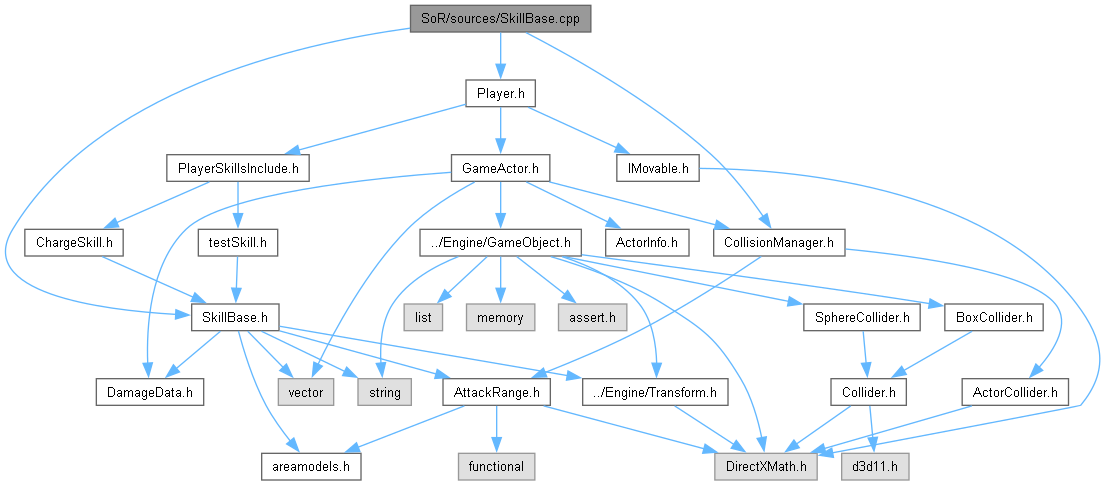 SoR/sources/SkillBase.cpp
Player.h
PlayerSkillsInclude.h
GameActor.h
IMovable.h
ChargeSkill.h
testSkill.h
../Engine/GameObject.h
ActorInfo.h
CollisionManager.h
SkillBase.h
list
memory
assert.h
SphereCollider.h
BoxCollider.h
DamageData.h
vector
string
AttackRange.h
../Engine/Transform.h
Collider.h
ActorCollider.h
areamodels.h
functional
DirectXMath.h
d3d11.h